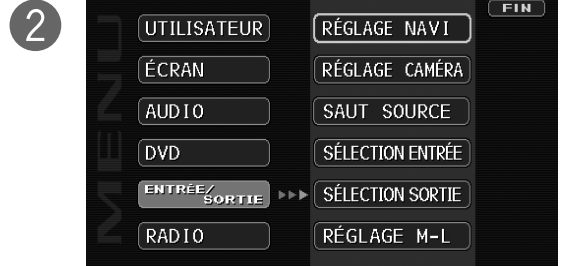 2
FIN
MENU
UTILISATEUR
ÉCRAN
AUDIO
DVD
ENTRÉE/
SORTIE
RADIO
RÉGLAGE NAVI
RÉGLAGE CAMÉRA
SAUT SOURCE
SÉLECTION ENTRÉE
SÉLECTION SORTIE
RÉGLAGE M-L